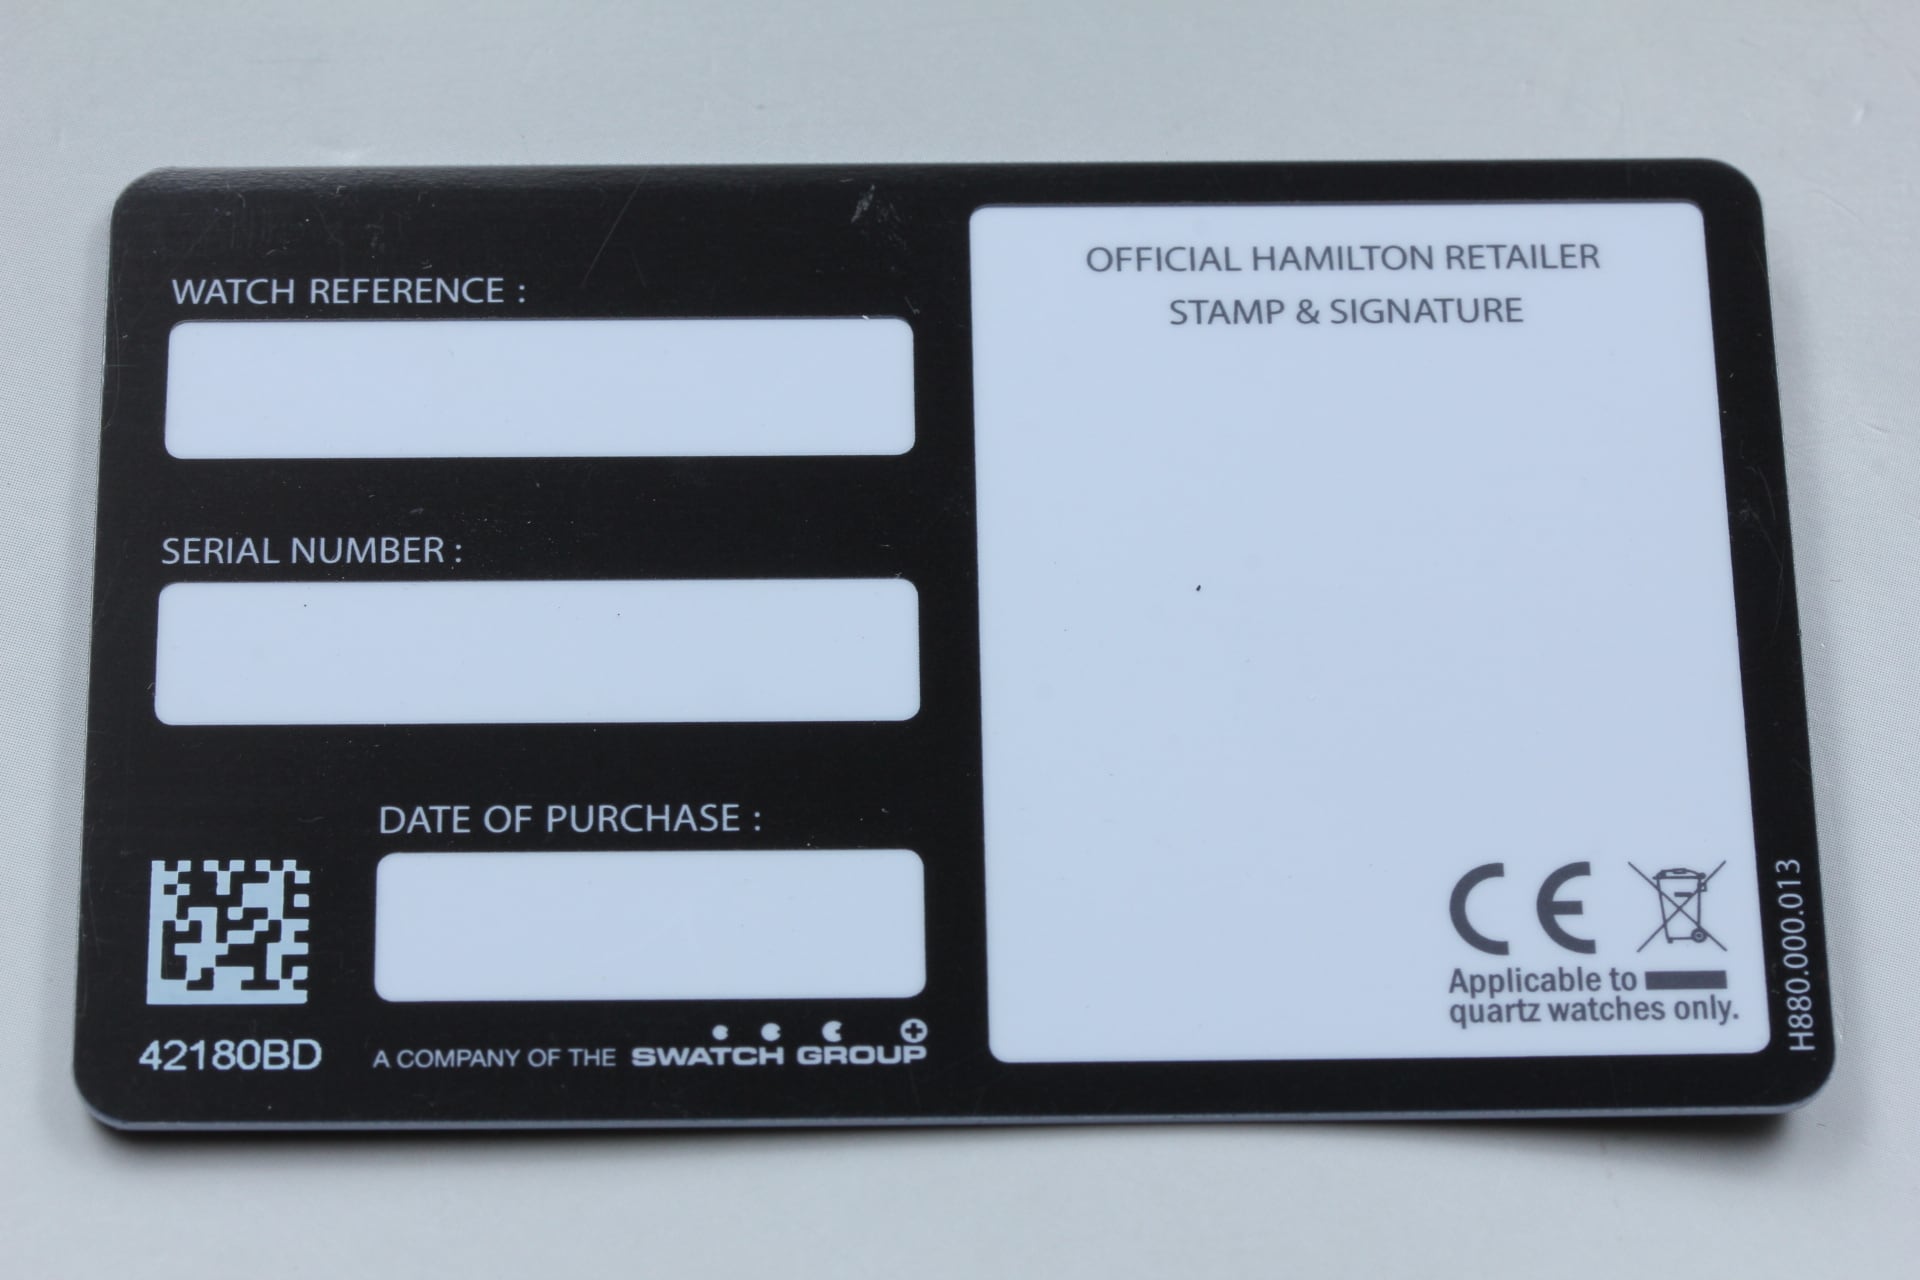 WATCH REFERENCE :
SERIAL NUMBER :
DATE OF PURCHASE :
42180BD
A COMPANY OF THE SWATCH GROUP
OFFICIAL HAMILTON RETAILER
STAMP & SIGNATURE
CE
Applicable to
quartz watches only.
H880.000.013